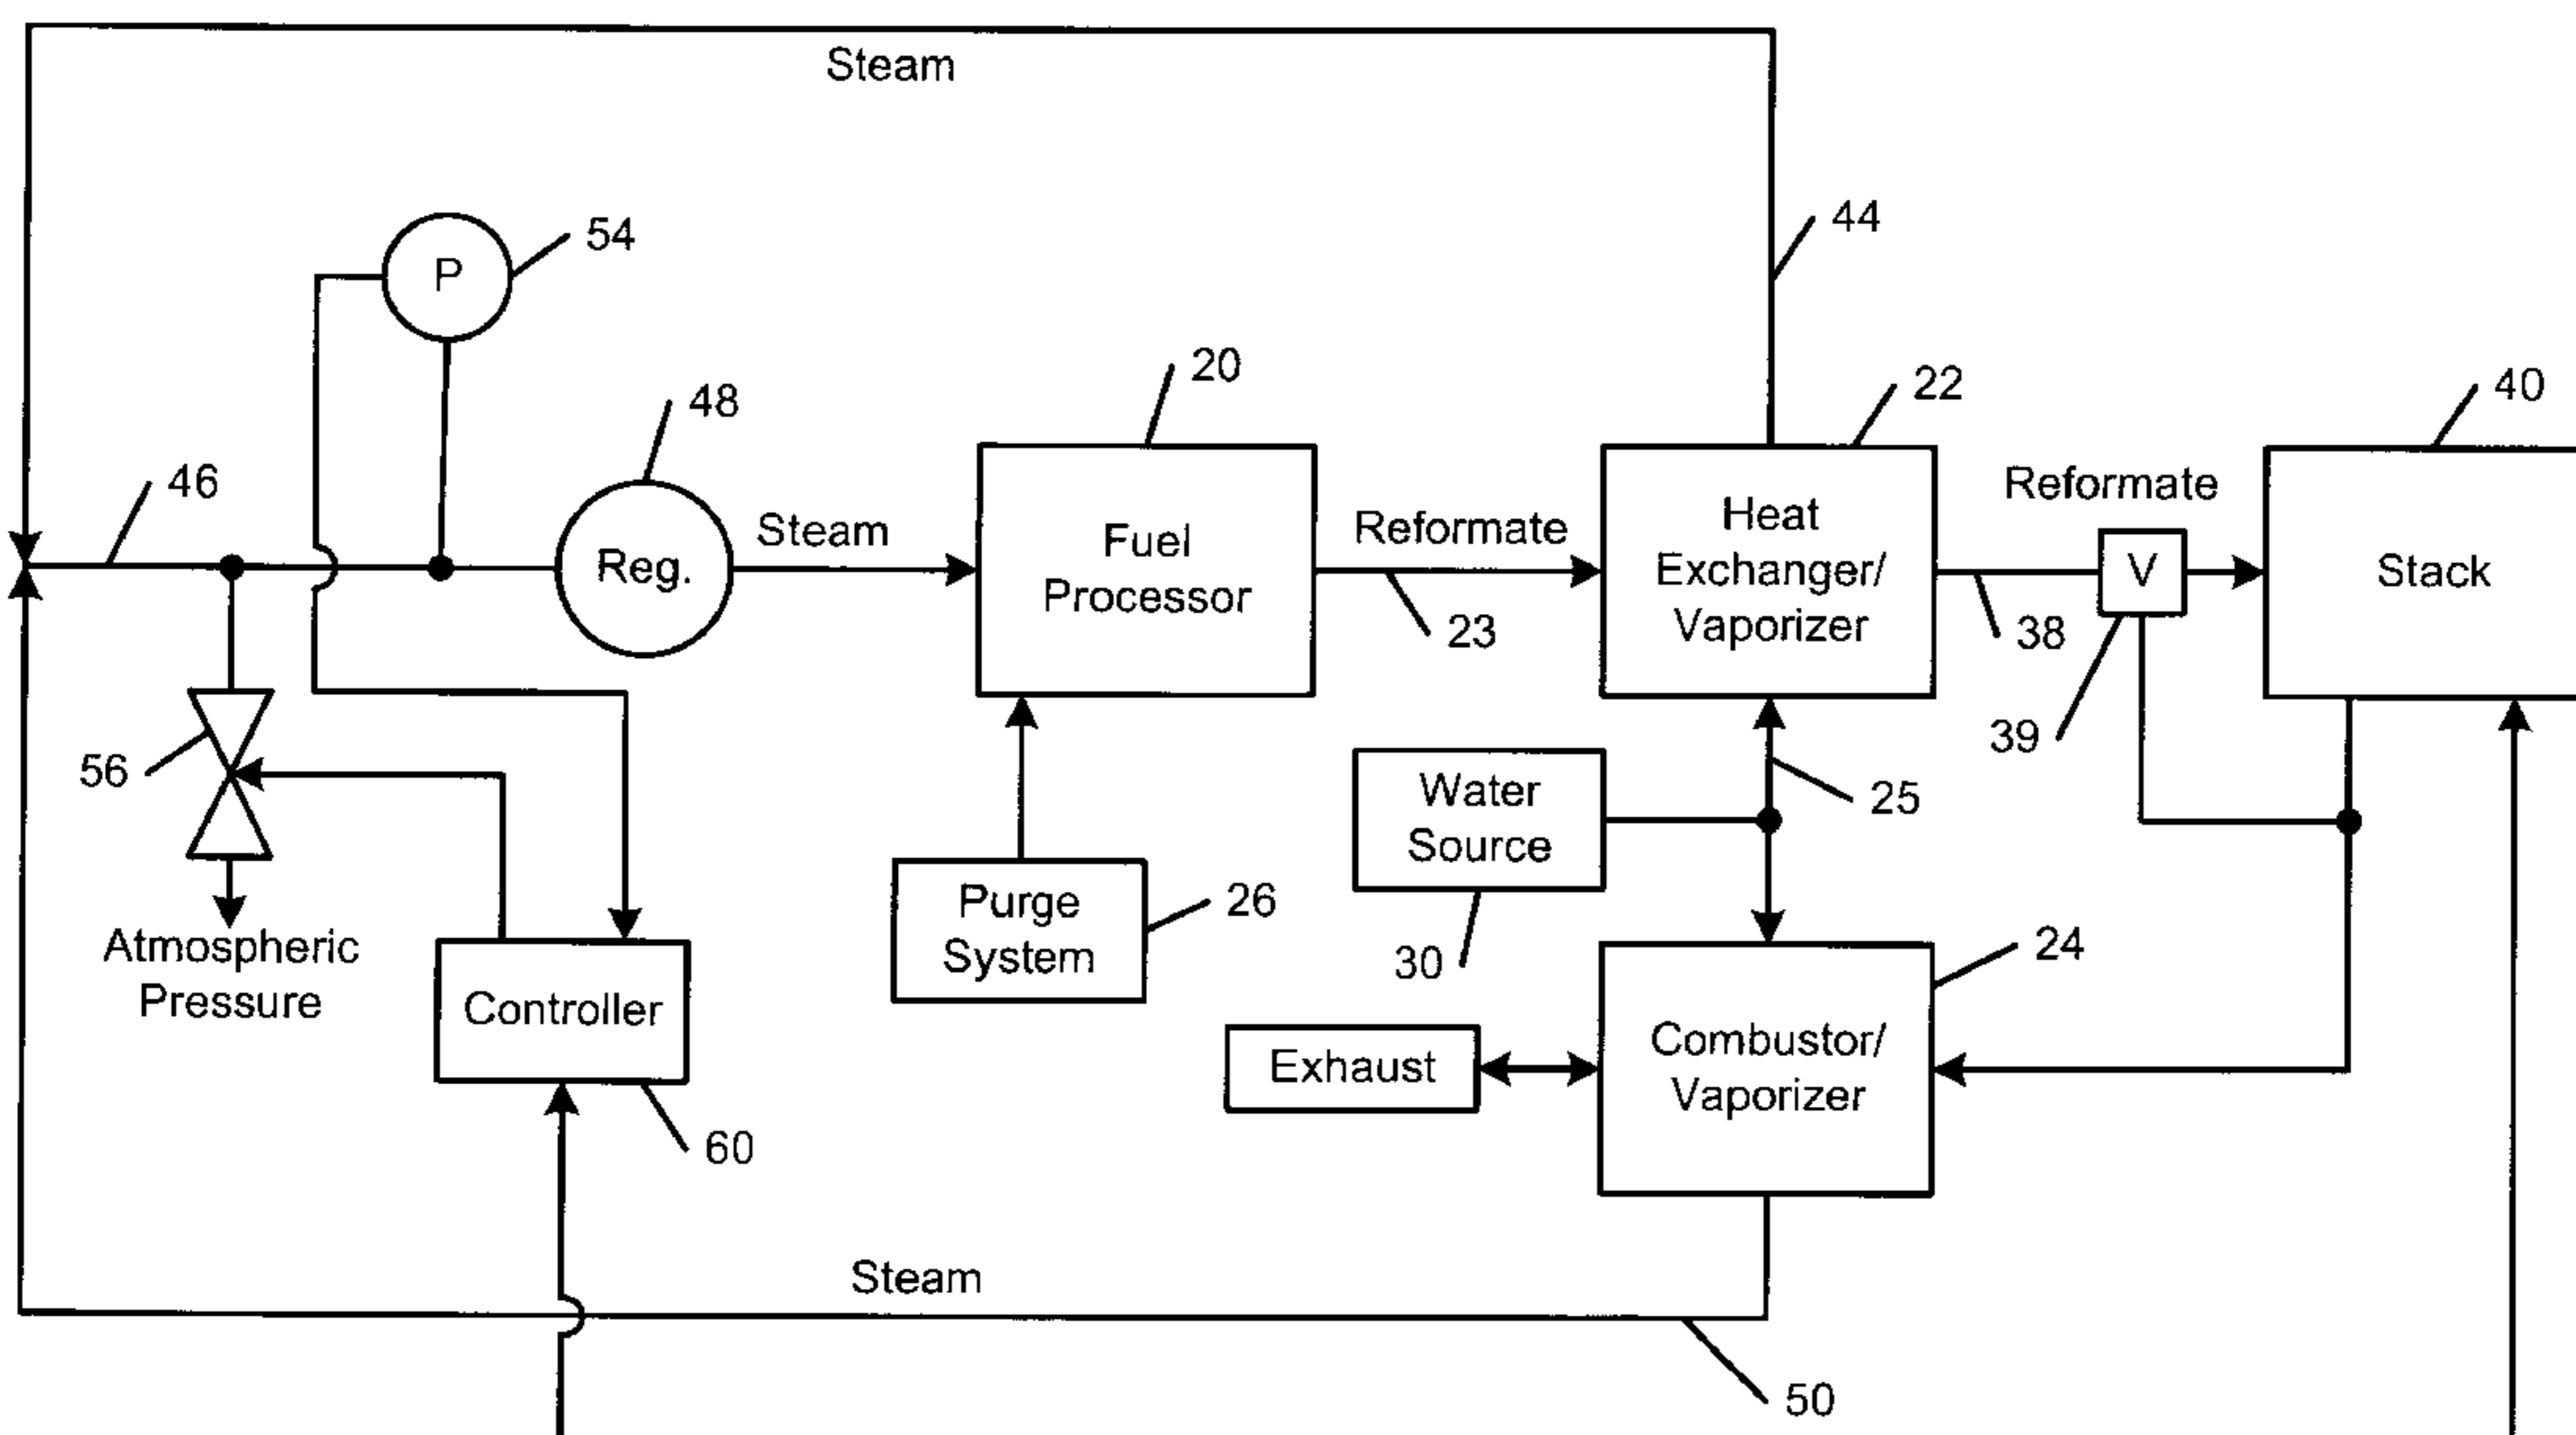 Steam
44
54
P
20
48
22
40
46
Reformate
Steam
Reformate
Heat
Exchanger/
Vaporizer
Fuel
Processor
Reg.
V
Stack
23
38
39
56
Water
Source
25
Purge
System
26
30
24
Atmospheric
Pressure
Controller
Exhaust
Combustor/
Vaporizer
60
Steam
50